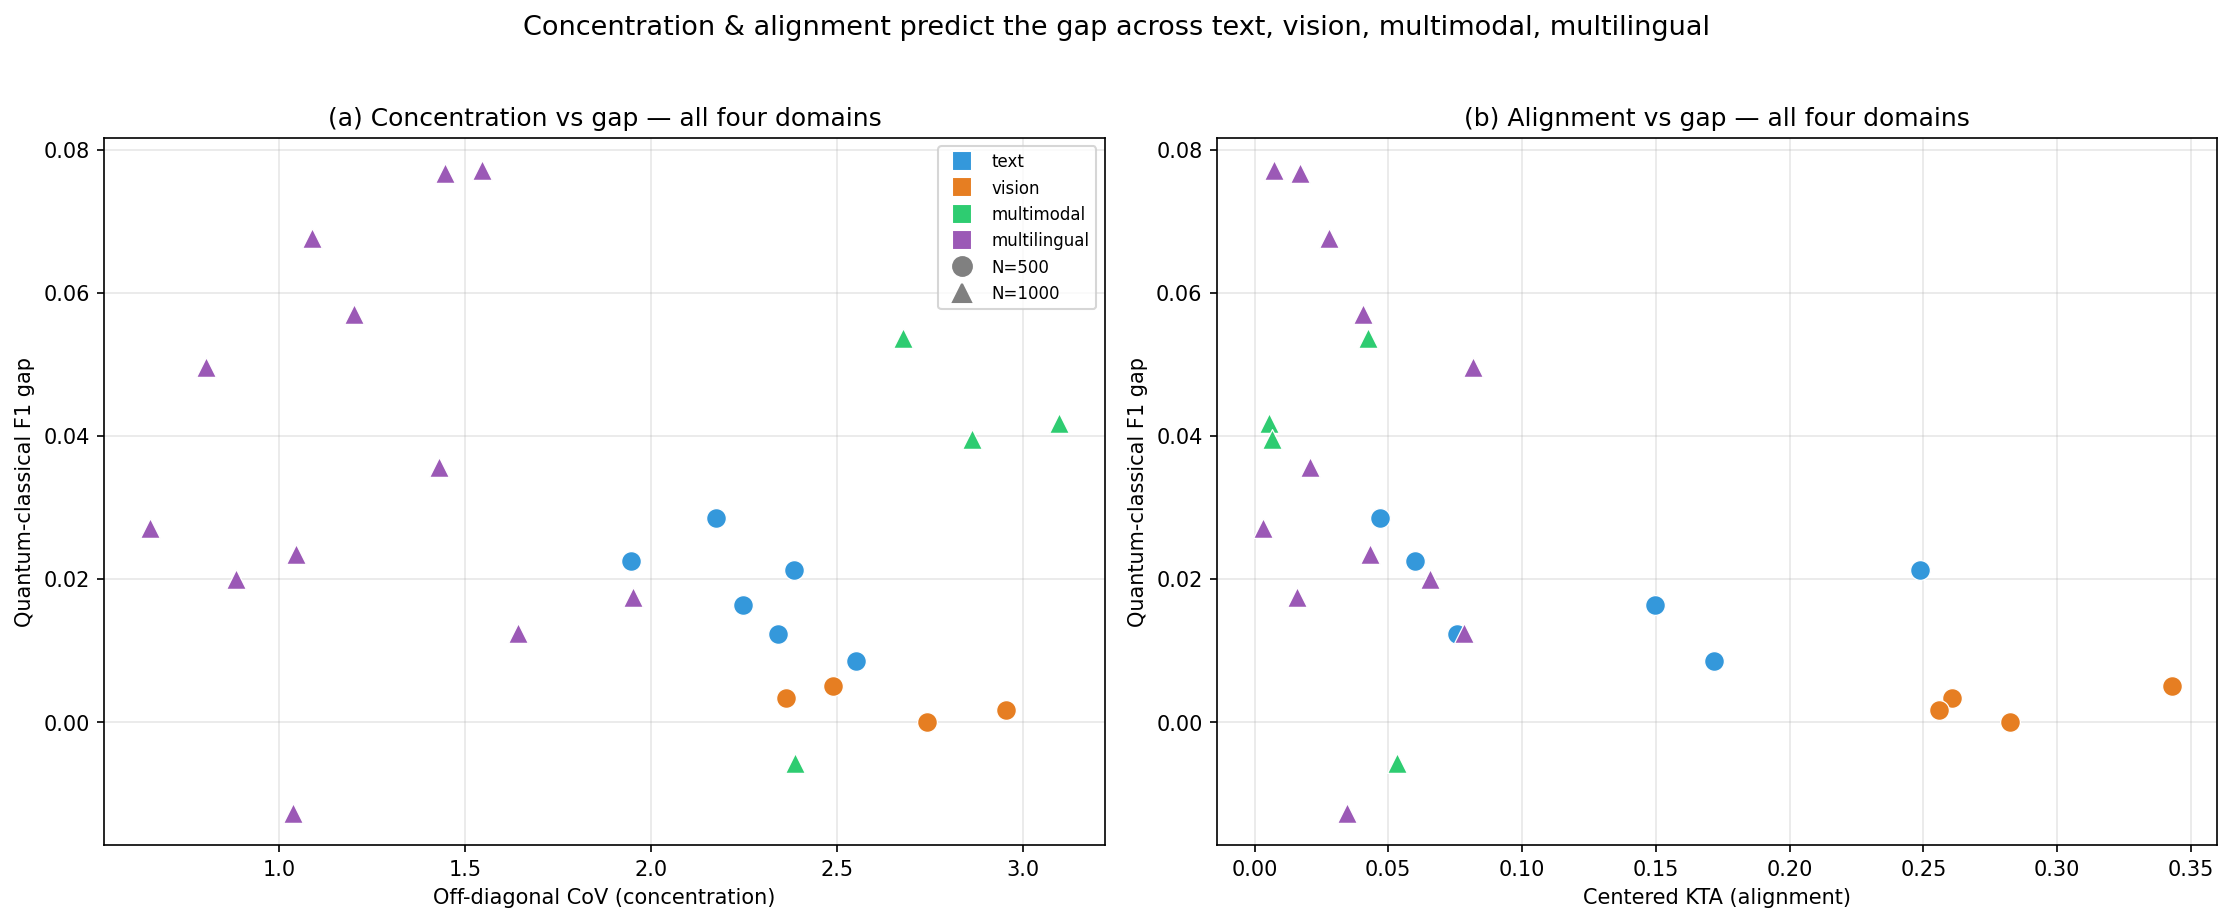 Concentration & alignment predict the gap across text, vision, multimodal, multilingual
(a) Concentration vs gap — all four domains
0.08
0.06
0.04
0.02
0.00
Quantum-classical F1 gap
1.0 1.5 2.0 2.5 3.0
Off-diagonal CoV (concentration)
text
vision
multimodal
multilingual
N=500
N=1000
(b) Alignment vs gap — all four domains
0.08
0.06
0.04
0.02
0.00
Quantum-classical F1 gap
0.00 0.05 0.10 0.15 0.20 0.25 0.30 0.35
Centered KTA (alignment)